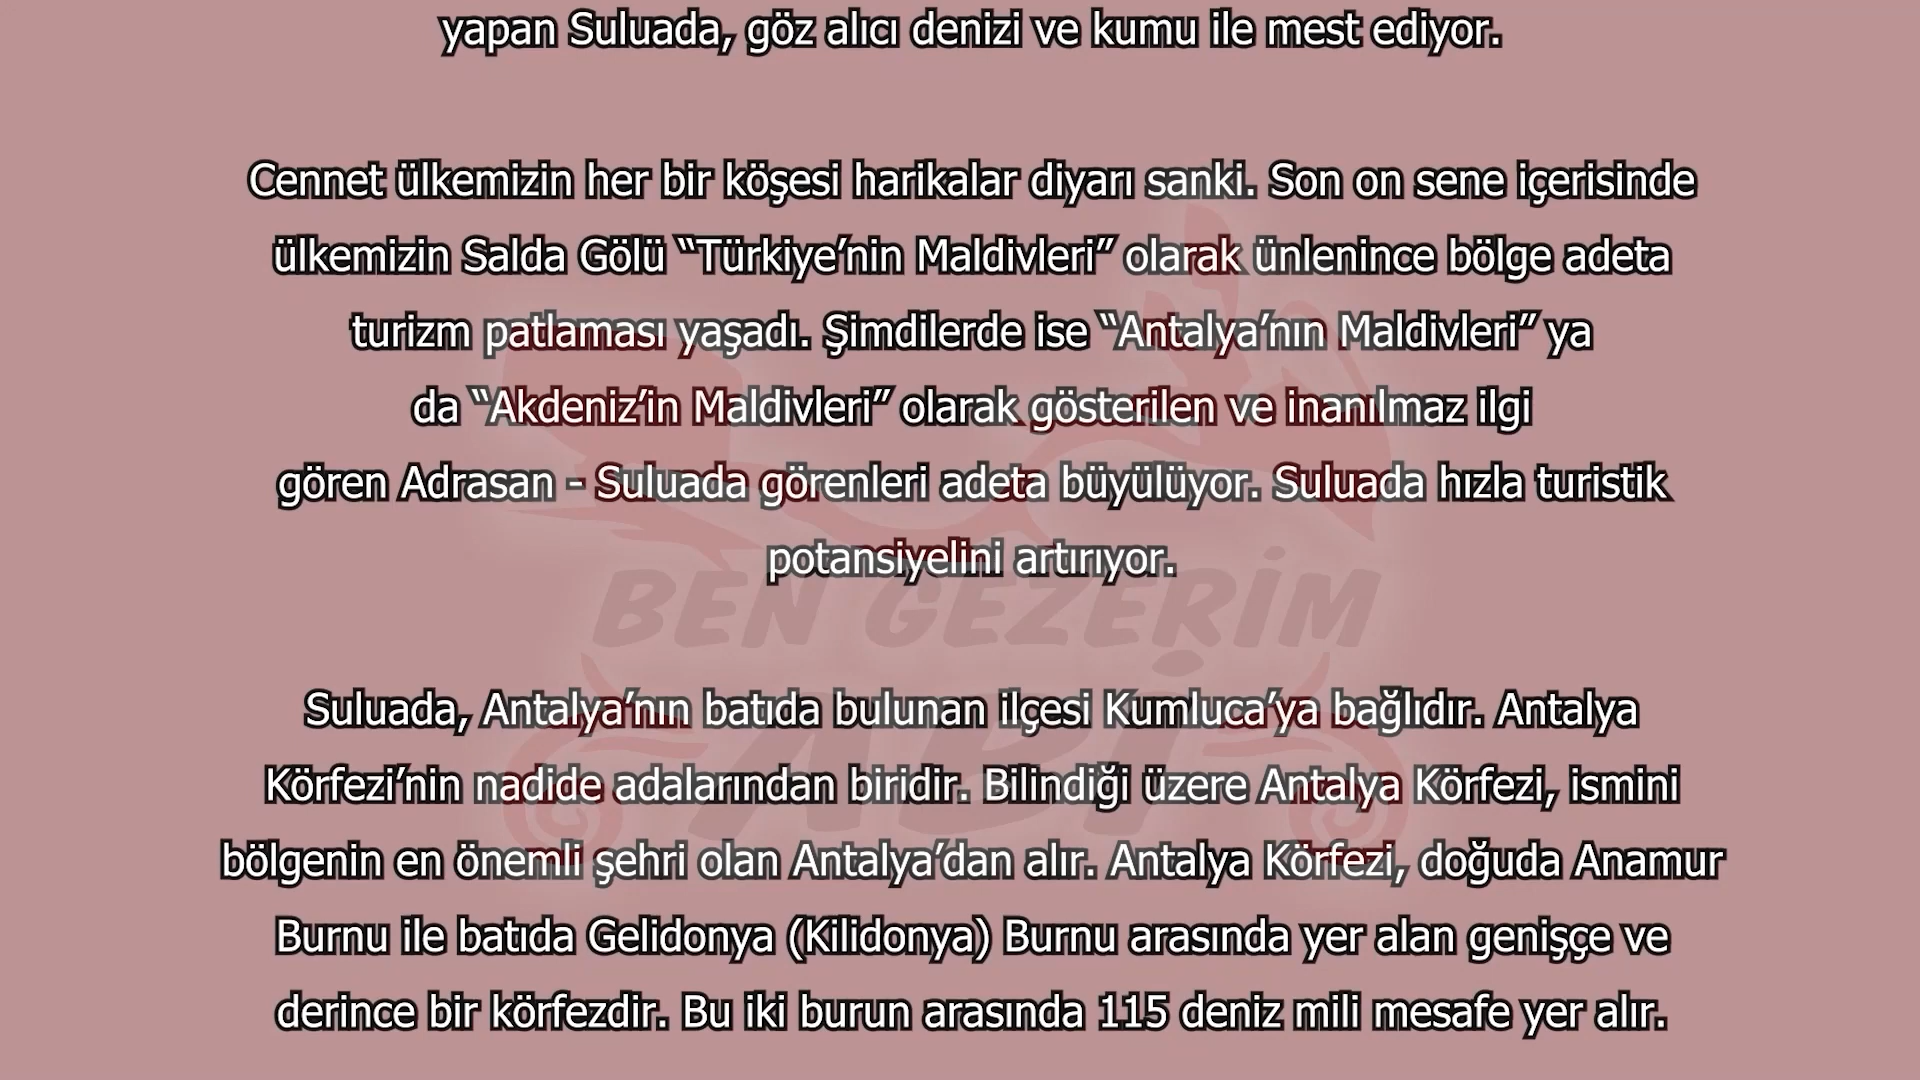 yapan Suluada, göz alıcı denizi ve kumu ile mest ediyor.
Cennet ülkemizin her bir köşesi harikalar diyarı sanki. Son on sene içerisinde
ülkemizin Salda Gölü “Türkiye’nin Maldivleri” olarak ünlenince bölge adeta
turizm patlaması yaşadı. Şimdilerde ise “Antalya’nın Maldivleri” ya
da “Akdeniz’in Maldivleri” olarak gösterilen ve inanılmaz ilgi
gören Adrasan - Suluada görenleri adeta büyülüyor. Suluada hızla turistik
potansiyelini artırıyor.
BEN GEZERİM
ABİ
Suluada, Antalya’nın batıda bulunan ilçesi Kumluca’ya bağlıdır. Antalya
Körfezi’nin nadide adalarından biridir. Bilindiği üzere Antalya Körfezi, ismini
bölgenin en önemli şehri olan Antalya’dan alır. Antalya Körfezi, doğuda Anamur
Burnu ile batıda Gelidonya (Kilidonya) Burnu arasında yer alan genişçe ve
derince bir körfezdir. Bu iki burun arasında 115 deniz mili mesafe yer alır.